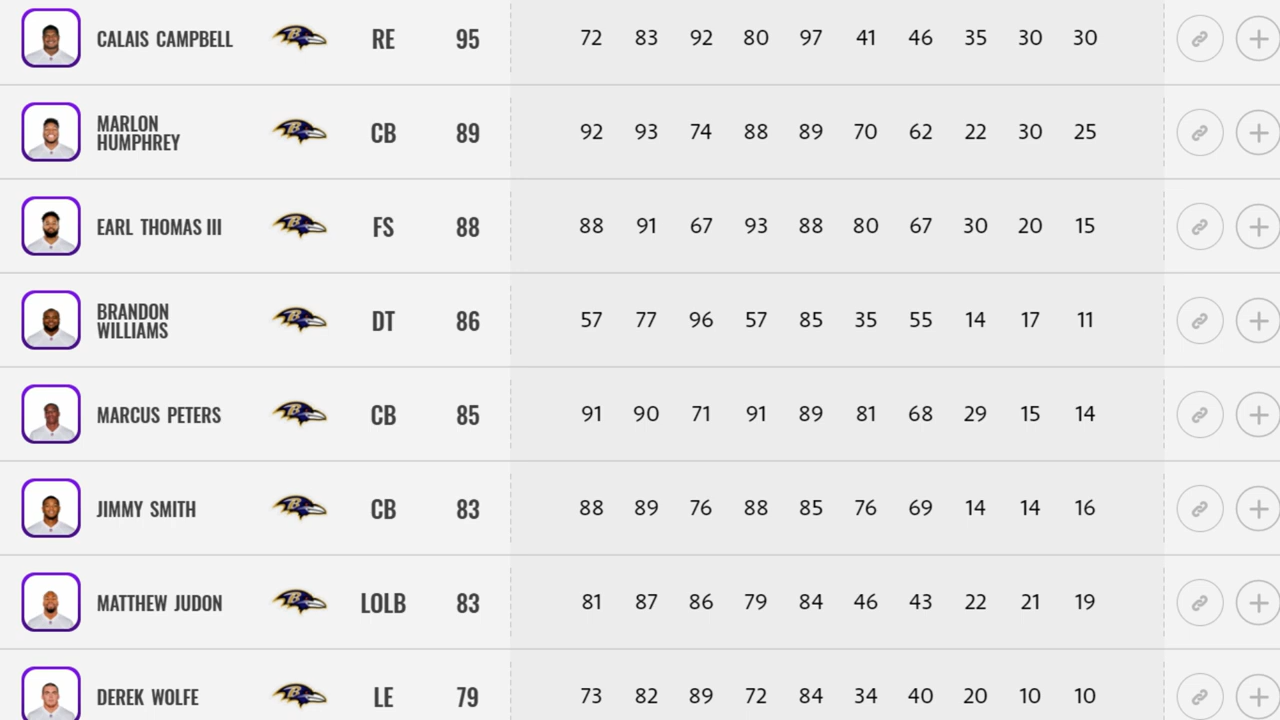 CALAIS CAMPBELL RE 95 72 83 92 80 97 41 46 35 30 30
MARLON
HUMPHREY CB 89 92 93 74 88 89 70 62 22 30 25
EARL THOMAS III FS 88 88 91 67 93 88 80 67 30 20 15
BRANDON
WILLIAMS DT 86 57 77 96 57 85 35 55 14 17 11
MARCUS PETERS CB 85 91 90 71 91 89 81 68 29 15 14
JIMMY SMITH CB 83 88 89 76 88 85 76 69 14 14 16
MATTHEW JUDON LOLB 83 81 87 86 79 84 46 43 22 21 19
DEREK WOLFE LE 79 73 82 89 72 84 34 40 20 10 10